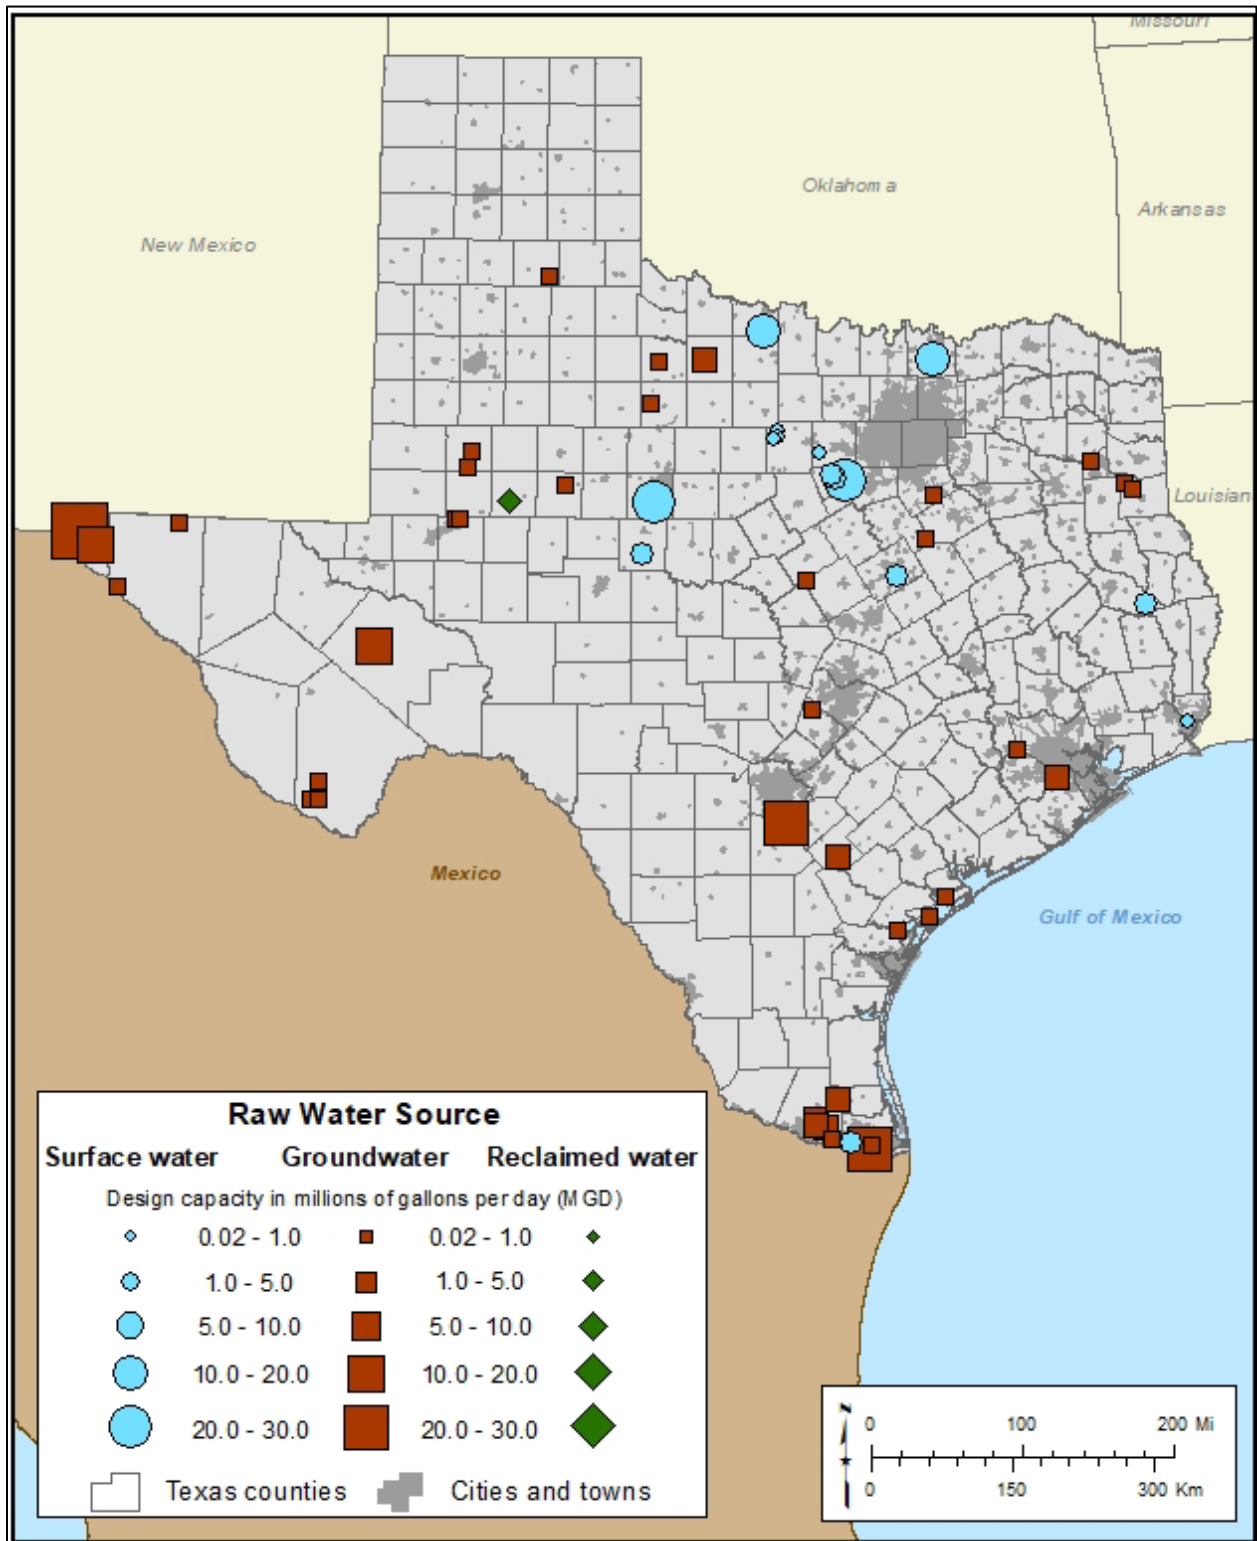 Missouri
Oklahoma
Arkansas
New Mexico
Louisian
Mexico
Gulf of Mexico
Raw Water Source
Surface water Groundwater Reclaimed water
Design capacity in millions of gallons per day (MGD)
0.02 - 1.0 0.02 - 1.0
1.0 - 5.0 1.0 - 5.0
5.0 - 10.0 5.0 - 10.0
10.0 - 20.0 10.0 - 20.0
20.0 - 30.0 20.0 - 30.0
Texas counties Cities and towns
N
0 100 200 Mi
0 150 300 Km